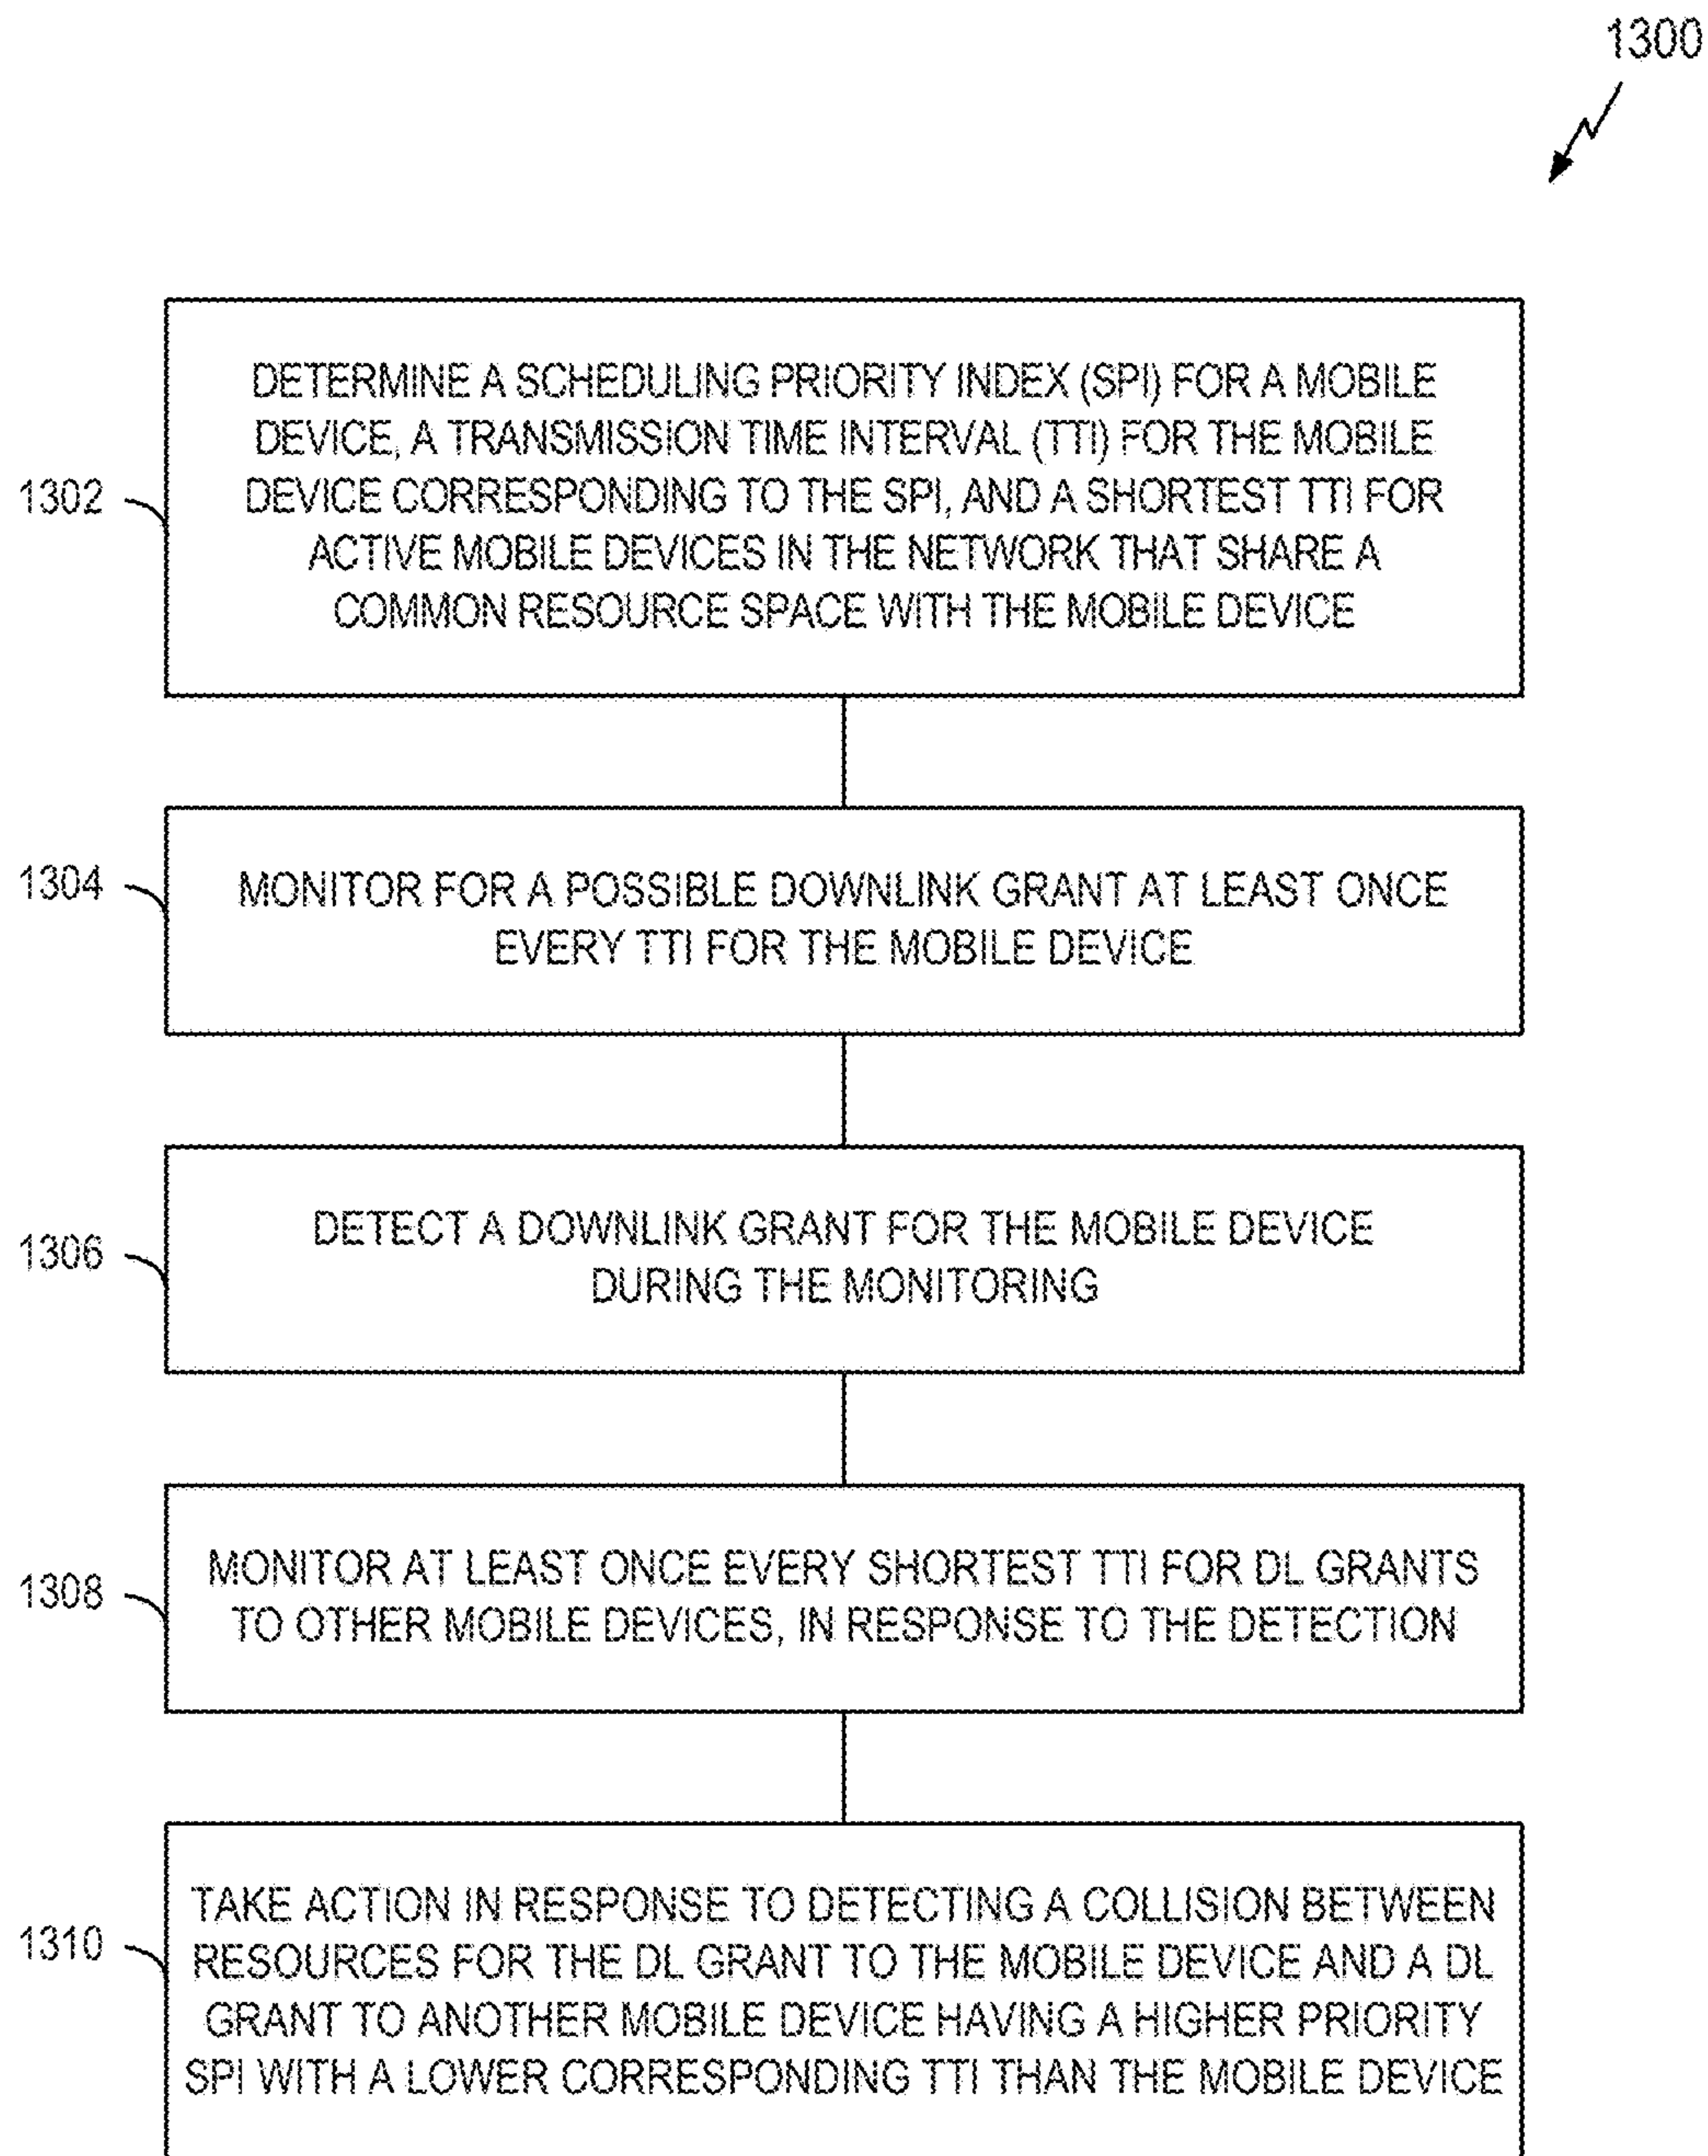 1300
DETERMINE A SCHEDULING PRIORITY INDEX (SPI) FOR A MOBILE
DEVICE, A TRANSMISSION TIME INTERVAL (TTI) FOR THE MOBILE
1302
DEVICE CORRESPONDING TO THE SPI, AND A SHORTEST TTI FOR
ACTIVE MOBILE DEVICES IN THE NETWORK THAT SHARE A
COMMON RESOURCE SPACE WITH THE MOBILE DEVICE
1304
MONITOR FOR A POSSIBLE DOWNLINK GRANT AT LEAST ONCE
EVERY TTI FOR THE MOBILE DEVICE
1306
DETECT A DOWNLINK GRANT FOR THE MOBILE DEVICE
DURING THE MONITORING
1308
MONITOR AT LEAST ONCE EVERY SHORTEST TTI FOR DL GRANTS
TO OTHER MOBILE DEVICES, IN RESPONSE TO THE DETECTION
1310
TAKE ACTION IN RESPONSE TO DETECTING A COLLISION BETWEEN
RESOURCES FOR THE DL GRANT TO THE MOBILE DEVICE AND A DL
GRANT TO ANOTHER MOBILE DEVICE HAVING A HIGHER PRIORITY
SPI WITH A LOWER CORRESPONDING TTI THAN THE MOBILE DEVICE